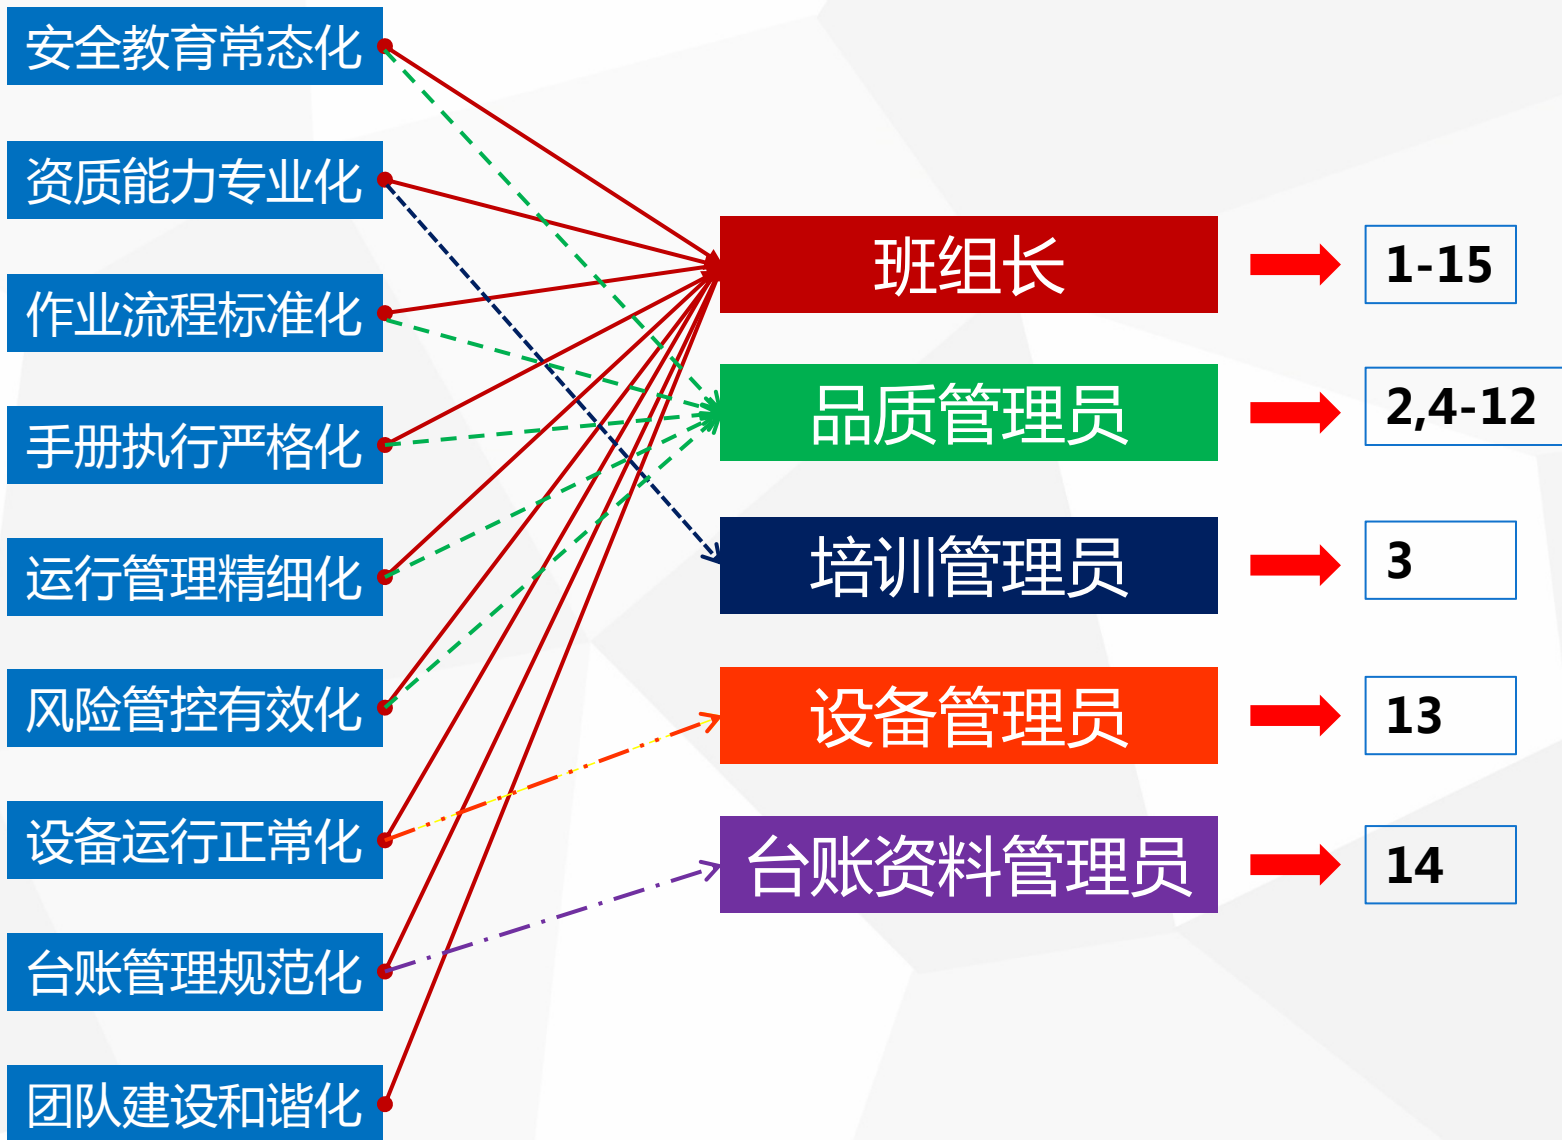 安全教育常态化
资质能力专业化
作业流程标准化
手册执行严格化
运行管理精细化
风险管控有效化
设备运行正常化
台账管理规范化
团队建设和谐化
班组长
品质管理员
培训管理员
设备管理员
台账资料管理员
1-15
2,4-12
3
13
14